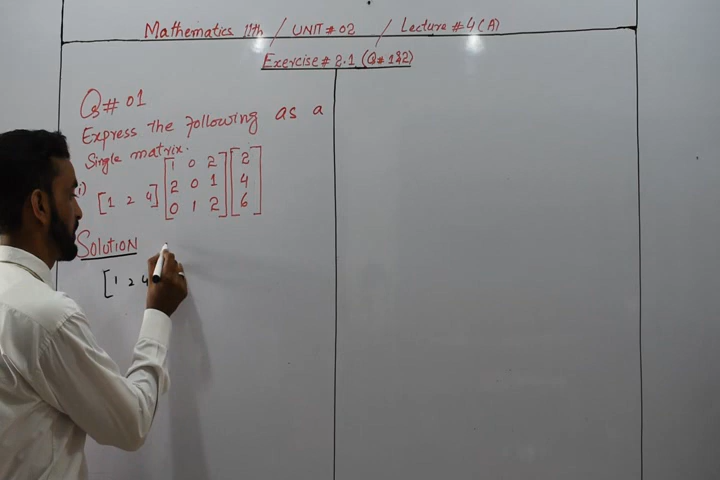 Mathematics 11th / UNIT # 02 / Lecture # 4(A)
Exercise # 2.1 (Q# 1&2)
Qs# 01
Express the following as a
Single matrix.
i) [1 2 4] [1 0 2 [2
2 0 1 4
0 1 2] 6]
Solution
[1 2 4